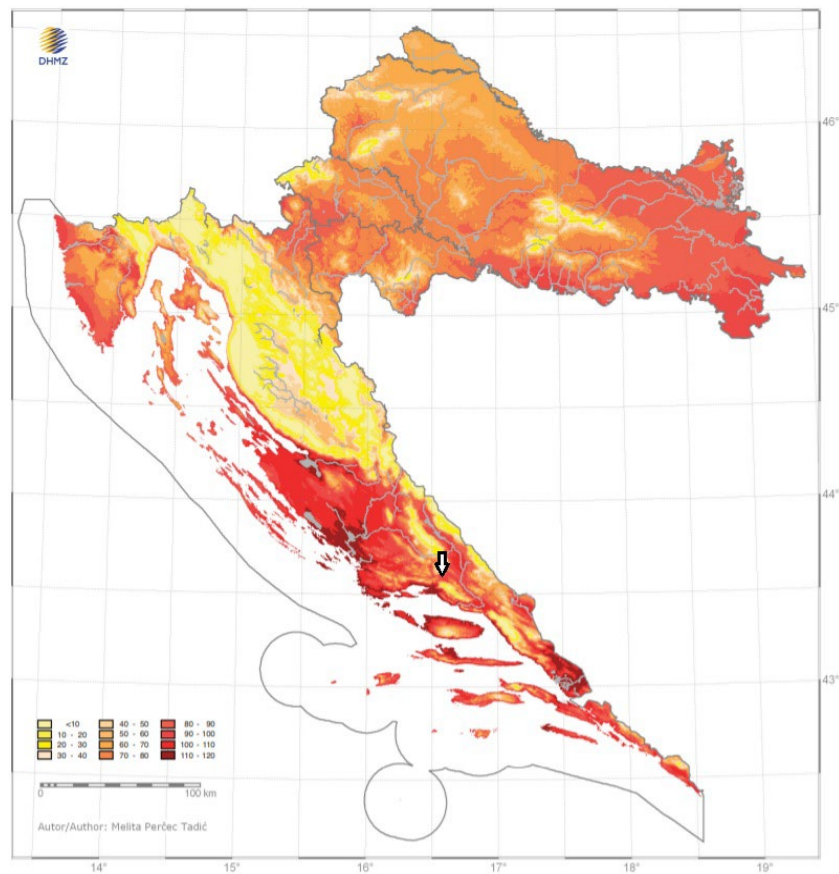 DHMZ
46°
45°
44°
43°
<10
10 - 20
20 - 30
30 - 40
40 - 50
50 - 60
60 - 70
70 - 80
80 - 90
90 - 100
100 - 110
110 - 120
0 100 km
Autor/Author: Melita Perčec Tadić
14° 15° 16° 17° 18° 19°